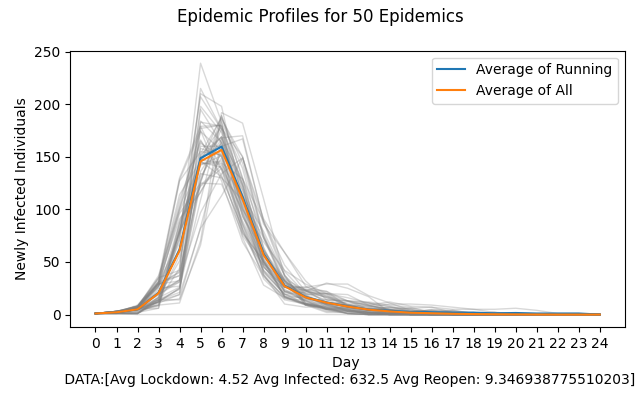 Epidemic Profiles for 50 Epidemics
250
200
150
100
50
0
Newly Infected Individuals
Average of Running
Average of All
0 1 2 3 4 5 6 7 8 9 10 11 12 13 14 15 16 17 18 19 20 21 22 23 24
Day
DATA:[Avg Lockdown: 4.52 Avg Infected: 632.5 Avg Reopen: 9.346938775510203]